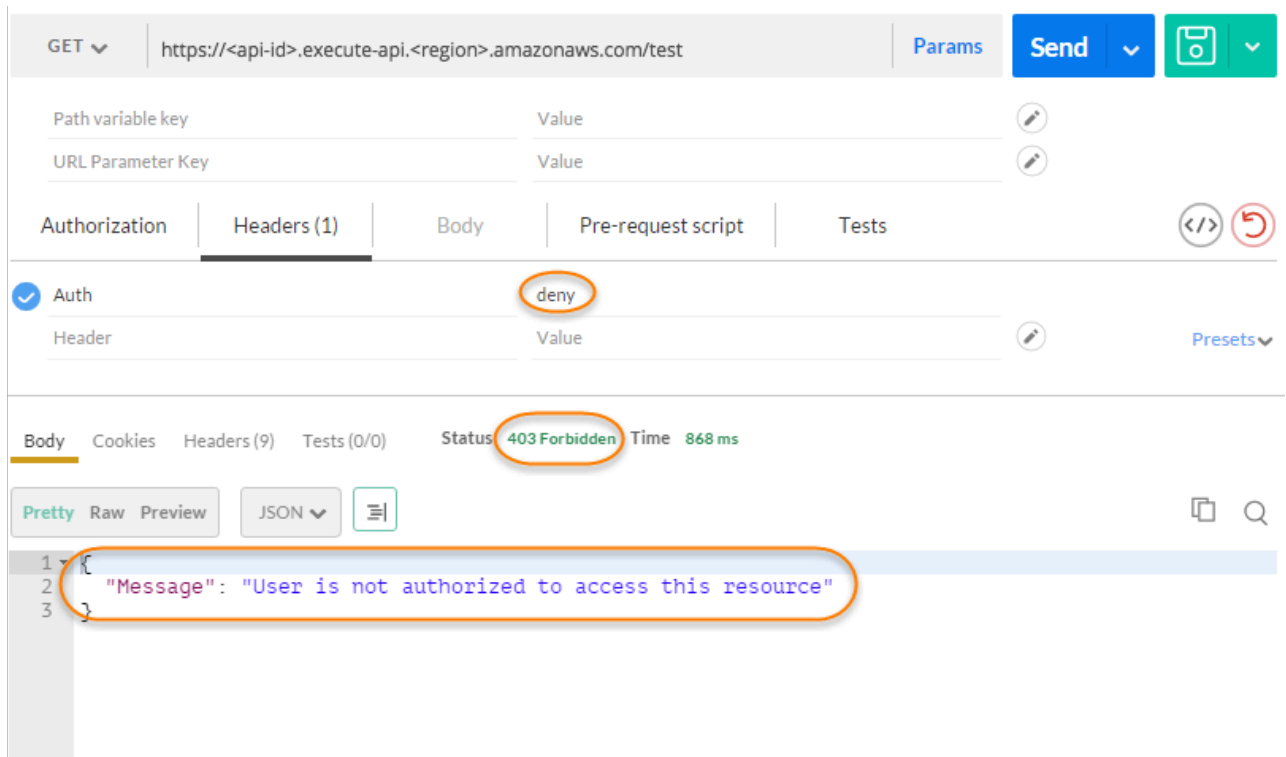 GET https://<api-id>.execute-api.<region>.amazonaws.com/test Params Send
Path variable key Value
URL Parameter Key Value
Authorization Headers (1) Body Pre-request script Tests
Auth deny
Header Value Presets
Body Cookies Headers (9) Tests (0/0) Status 403 Forbidden Time 868 ms
Pretty Raw Preview JSON
1 {
2 "Message": "User is not authorized to access this resource"
3 }